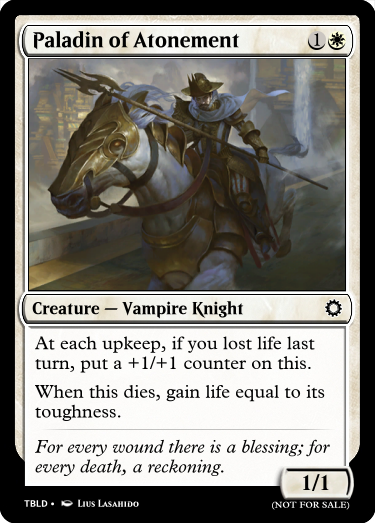 Paladin of Atonement 1
Creature — Vampire Knight
At each upkeep, if you lost life last
turn, put a +1/+1 counter on this.
When this dies, gain life equal to its
toughness.
For every wound there is a blessing; for
every death, a reckoning.
1/1
TBLD • Lius Lasahido
(NOT FOR SALE)